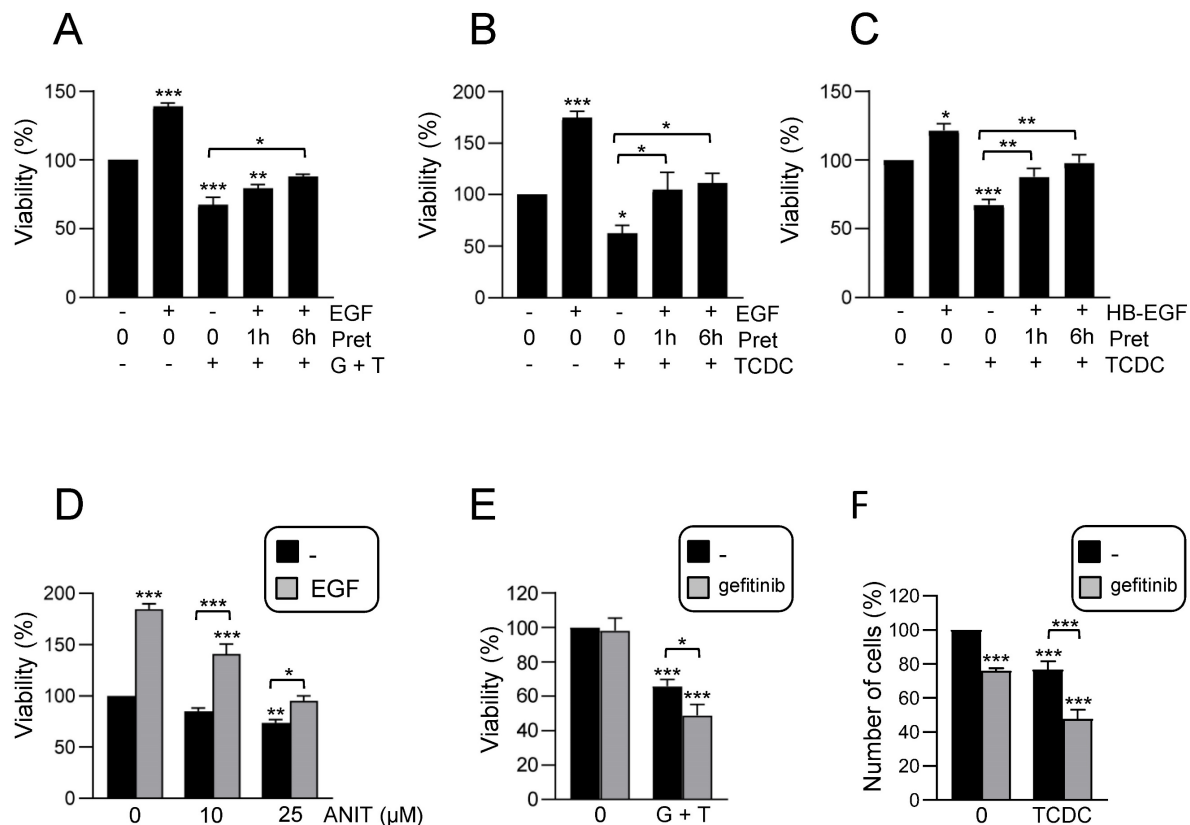 A
Viability (%)
150
100
50
0
***
***
**
*
- + - + + EGF
0 0 0 1h 6h Pret
- - + + + G + T
B
Viability (%)
200
150
100
50
0
***
*
*
*
- + - + + EGF
0 0 0 1h 6h Pret
- - + + + TCDC
C
Viability (%)
150
100
50
0
*
***
**
**
- + - + + HB-EGF
0 0 0 1h 6h Pret
- - + + + TCDC
D
-
EGF
Viability (%)
200
150
100
50
0
***
***
***
**
*
0 10 25 ANIT (µM)
E
-
gefitinib
Viability (%)
120
100
80
60
40
20
0
*
***
***
0 G + T
F
-
gefitinib
Number of cells (%)
120
100
80
60
40
20
0
***
***
***
***
0 TCDC